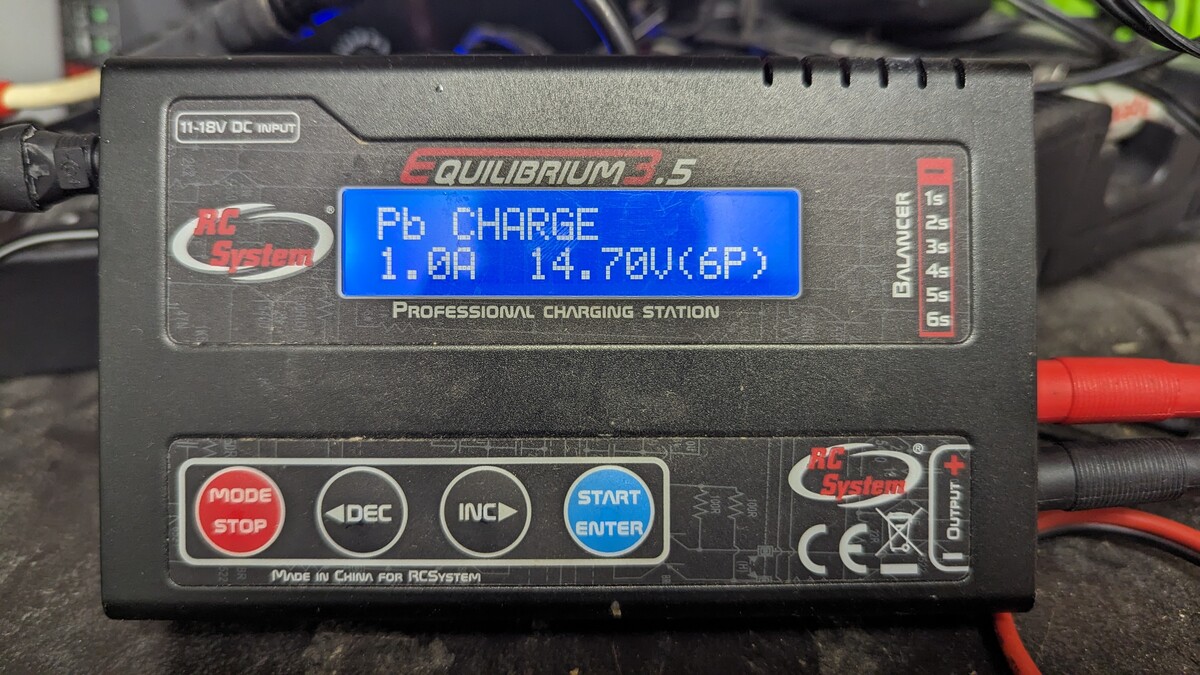 11-18V DC INPUT
EQUILIBRIUM 3.5
RC
System
®
Pb CHARGE
1.0A 14.70V(6P)
PROFESSIONAL CHARGING STATION
BALANCER
1s
2s
3s
4s
5s
6s
MODE
STOP
◀DEC
INC▶
START
ENTER
RC
System
®
CE
OUTPUT
+
MADE IN CHINA FOR RCSYSTEM